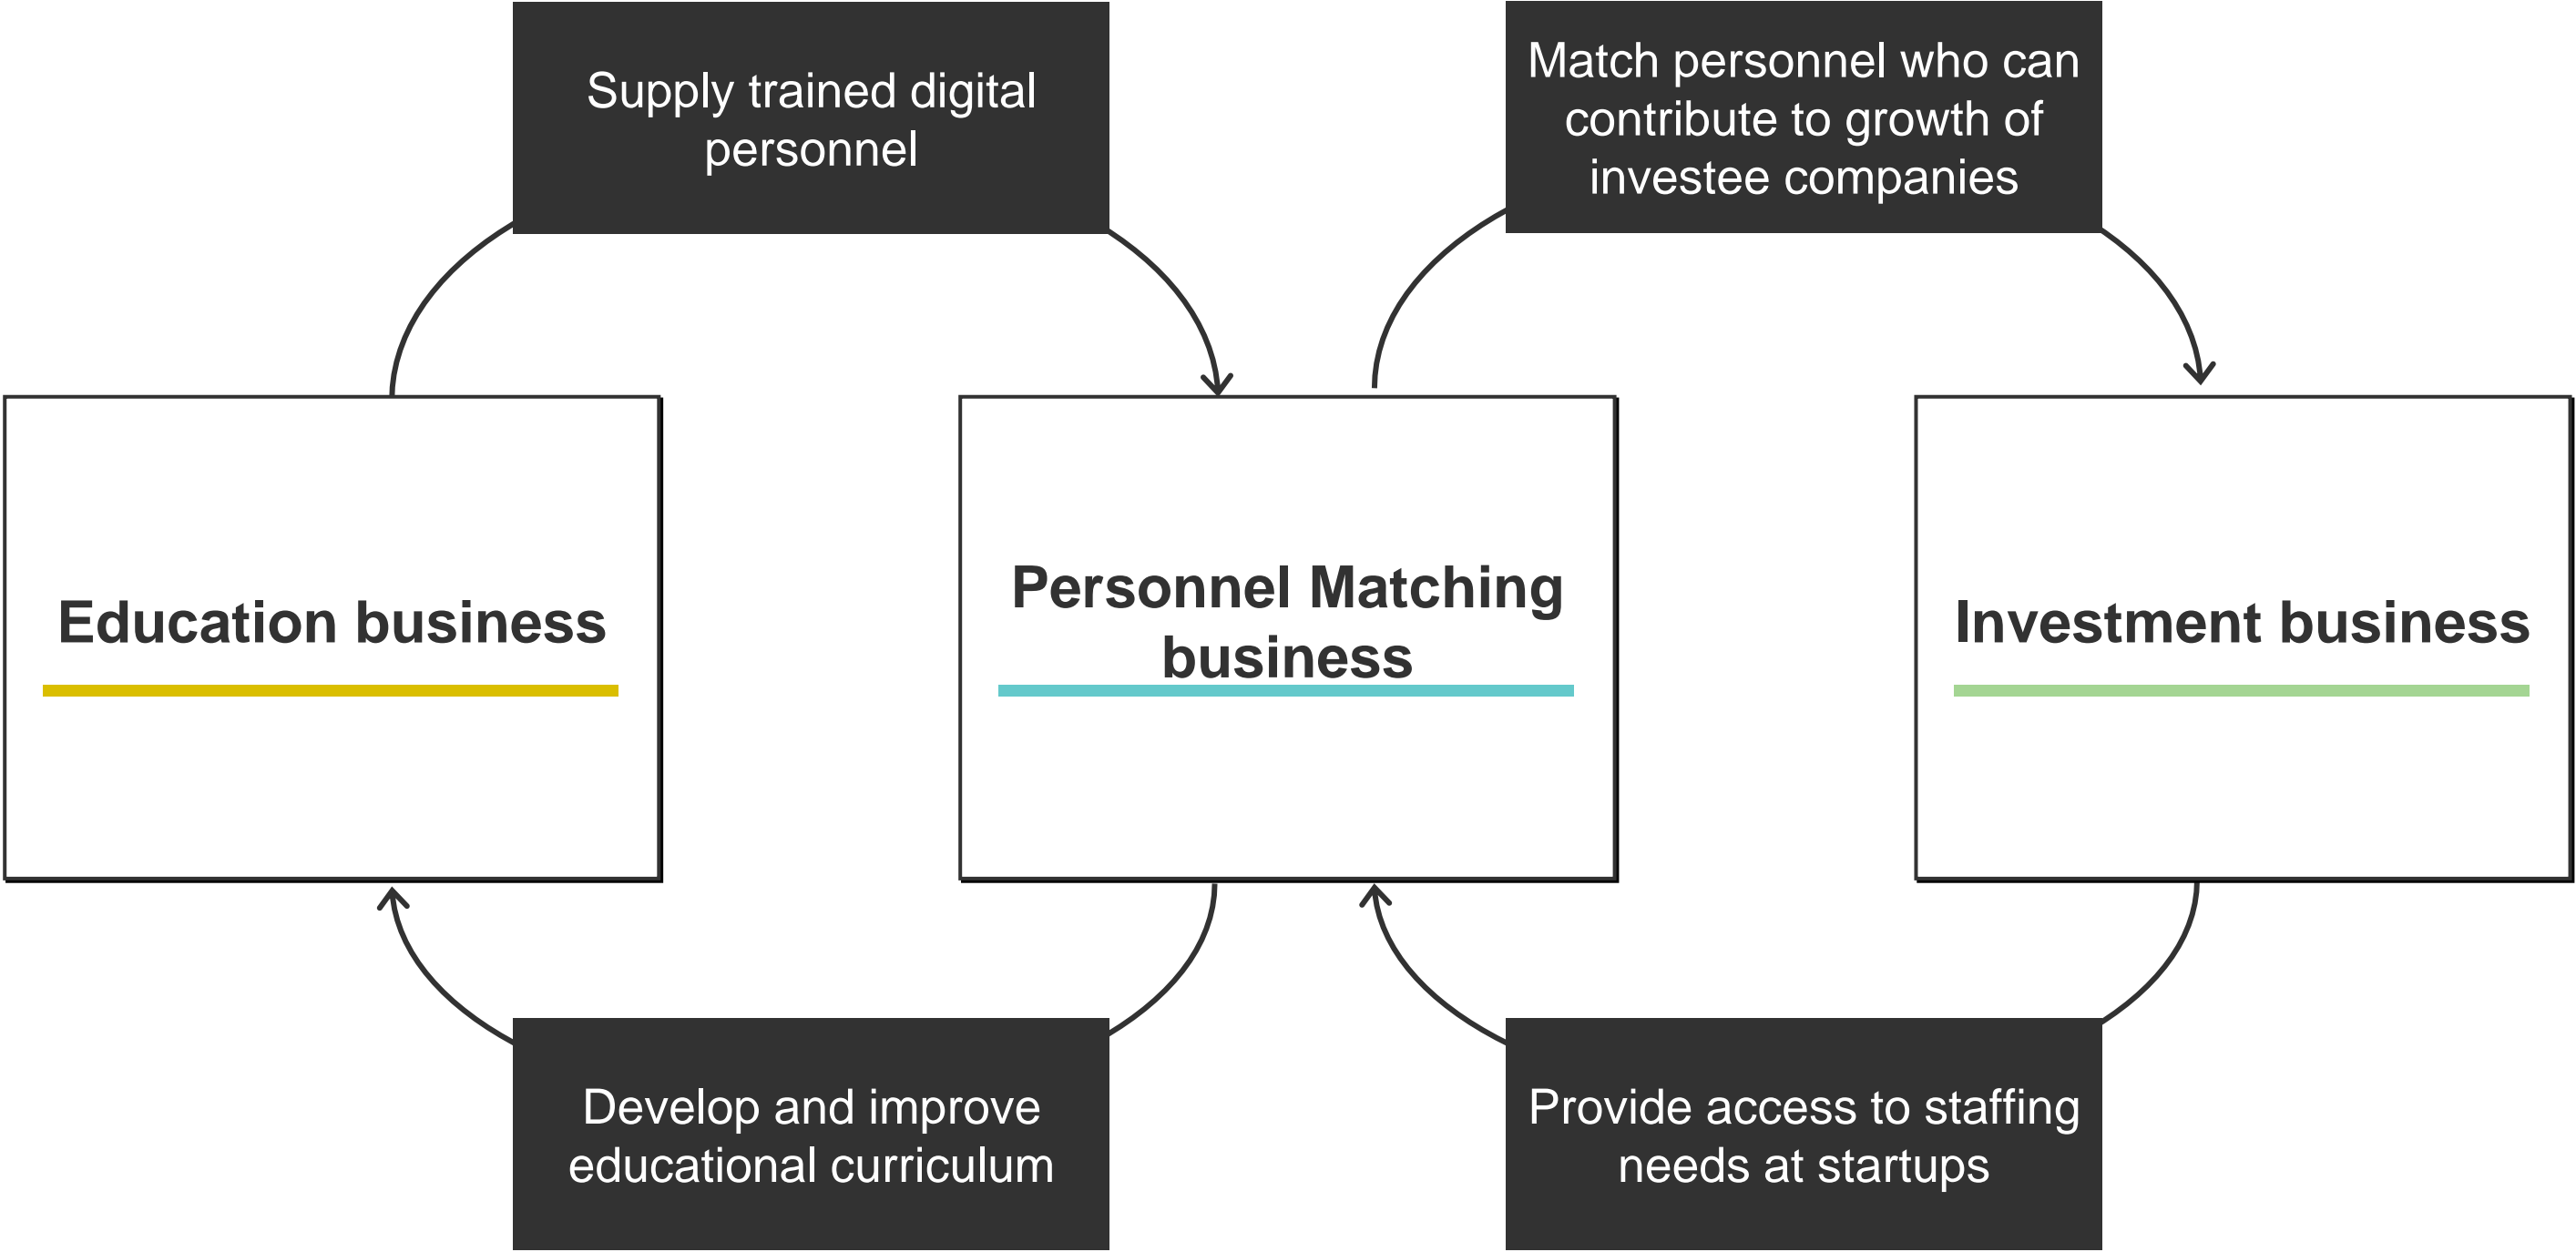 Supply trained digital
personnel
Match personnel who can
contribute to growth of
investee companies
Education business
Personnel Matching
business
Investment business
Develop and improve
educational curriculum
Provide access to staffing
needs at startups